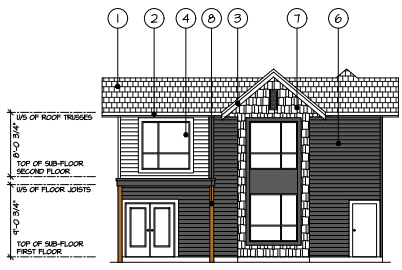 1 2 4 8 3 7 6
U/S OF ROOF TRUSSES
8'-0 3/4"
TOP OF SUB-FLOOR
SECOND FLOOR
U/S OF FLOOR JOISTS
9'-0 3/4"
TOP OF SUB-FLOOR
FIRST FLOOR